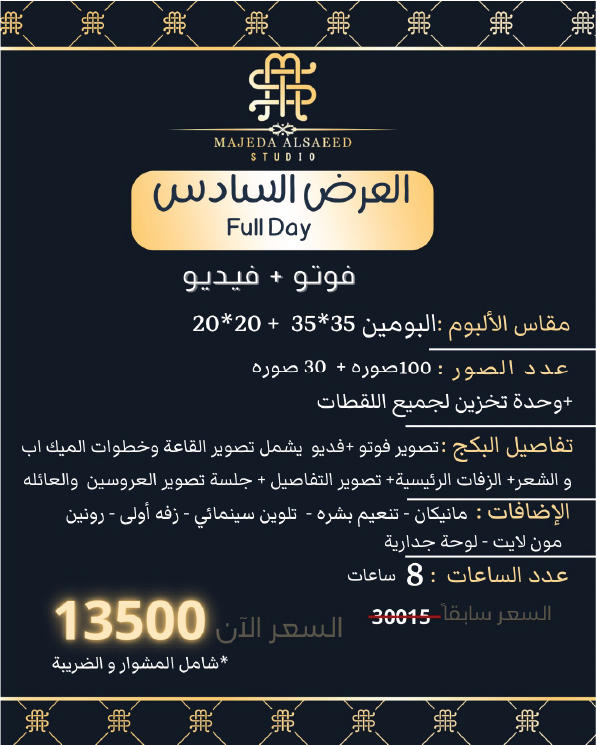 MAJEDA ALSAEED
STUDIO
العرض السادس
Full Day
فوتو + فيديو
مقاس الألبوم :البومين 35*35 + 20*20
عدد الصور : 100صوره + 30 صوره
+وحدة تخزين لجميع اللقطات
تفاصيل البكج :تصوير فوتو +فديو يشمل تصوير القاعة وخطوات الميك اب
و الشعر+ الزفات الرئيسية+ تصوير التفاصيل + جلسة تصوير العروسين والعائله
الإضافات : مانيكان - تنعيم بشره - تلوين سينمائي - زفه أولى - رونين
مون لايت - لوحة جدارية
عدد الساعات : 8 ساعات
السعر سابقاً 30015
السعر الآن 13500
*شامل المشوار و الضريبة